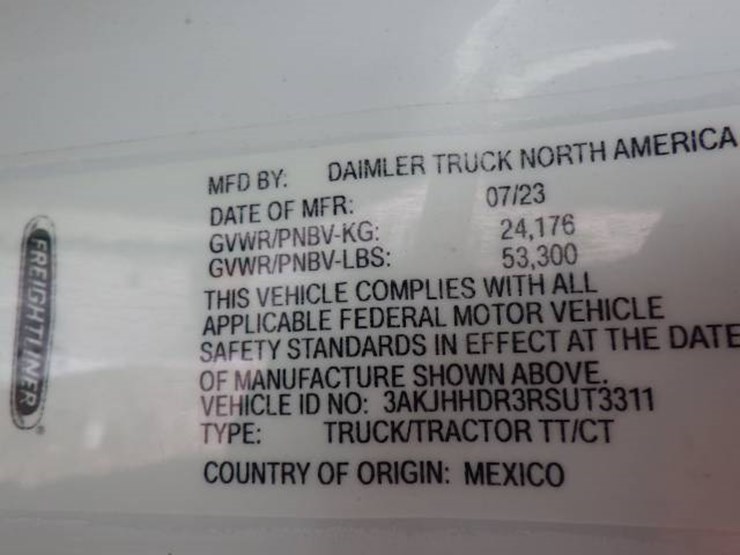 FREIGHTLINER
MFD BY: DAIMLER TRUCK NORTH AMERICA
DATE OF MFR: 07/23
GVWR/PNBV-KG: 24,176
GVWR/PNBV-LBS: 53,300
THIS VEHICLE COMPLIES WITH ALL
APPLICABLE FEDERAL MOTOR VEHICLE
SAFETY STANDARDS IN EFFECT AT THE DATE
OF MANUFACTURE SHOWN ABOVE.
VEHICLE ID NO: 3AKJHHDR3RSUT3311
TYPE: TRUCK/TRACTOR TT/CT
COUNTRY OF ORIGIN: MEXICO